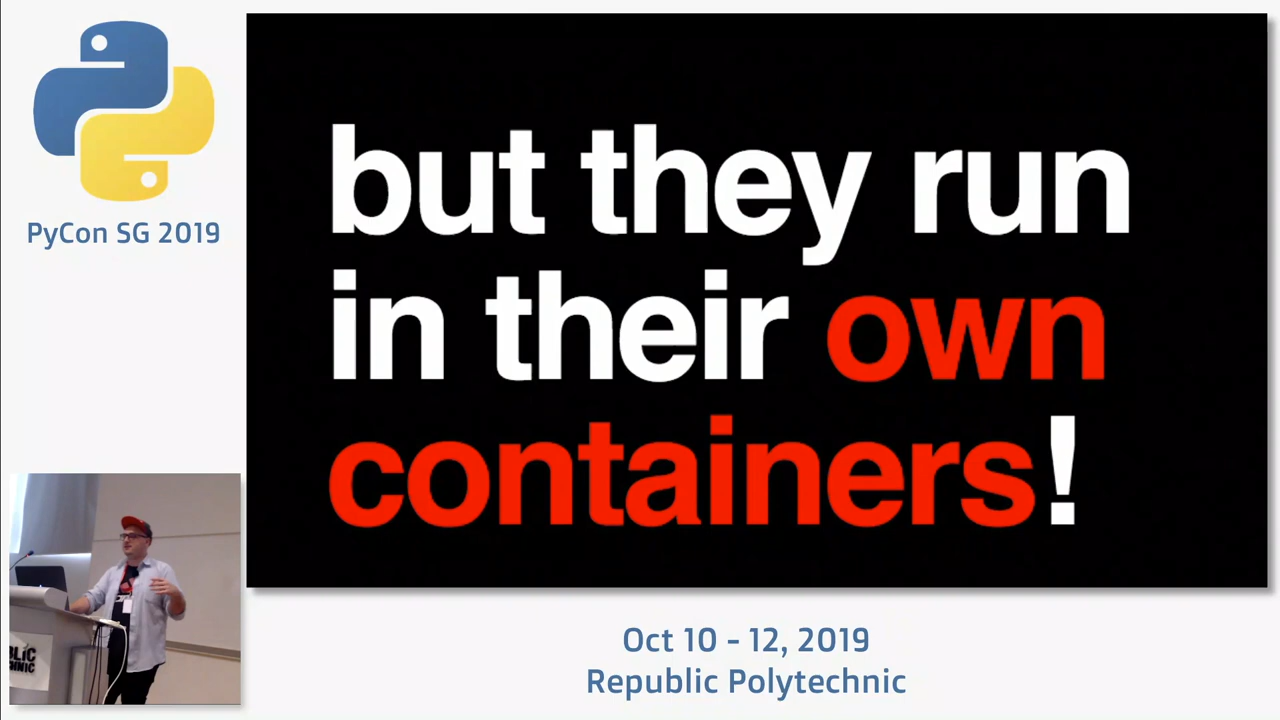 PyCon SG 2019
but they run
in their own
containers!
Oct 10 - 12, 2019
Republic Polytechnic